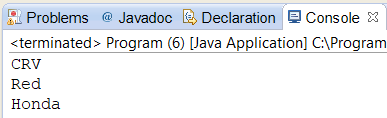 Problems @ Javadoc Declaration Console
<terminated> Program (6) [Java Application] C:\Program
CRV
Red
Honda